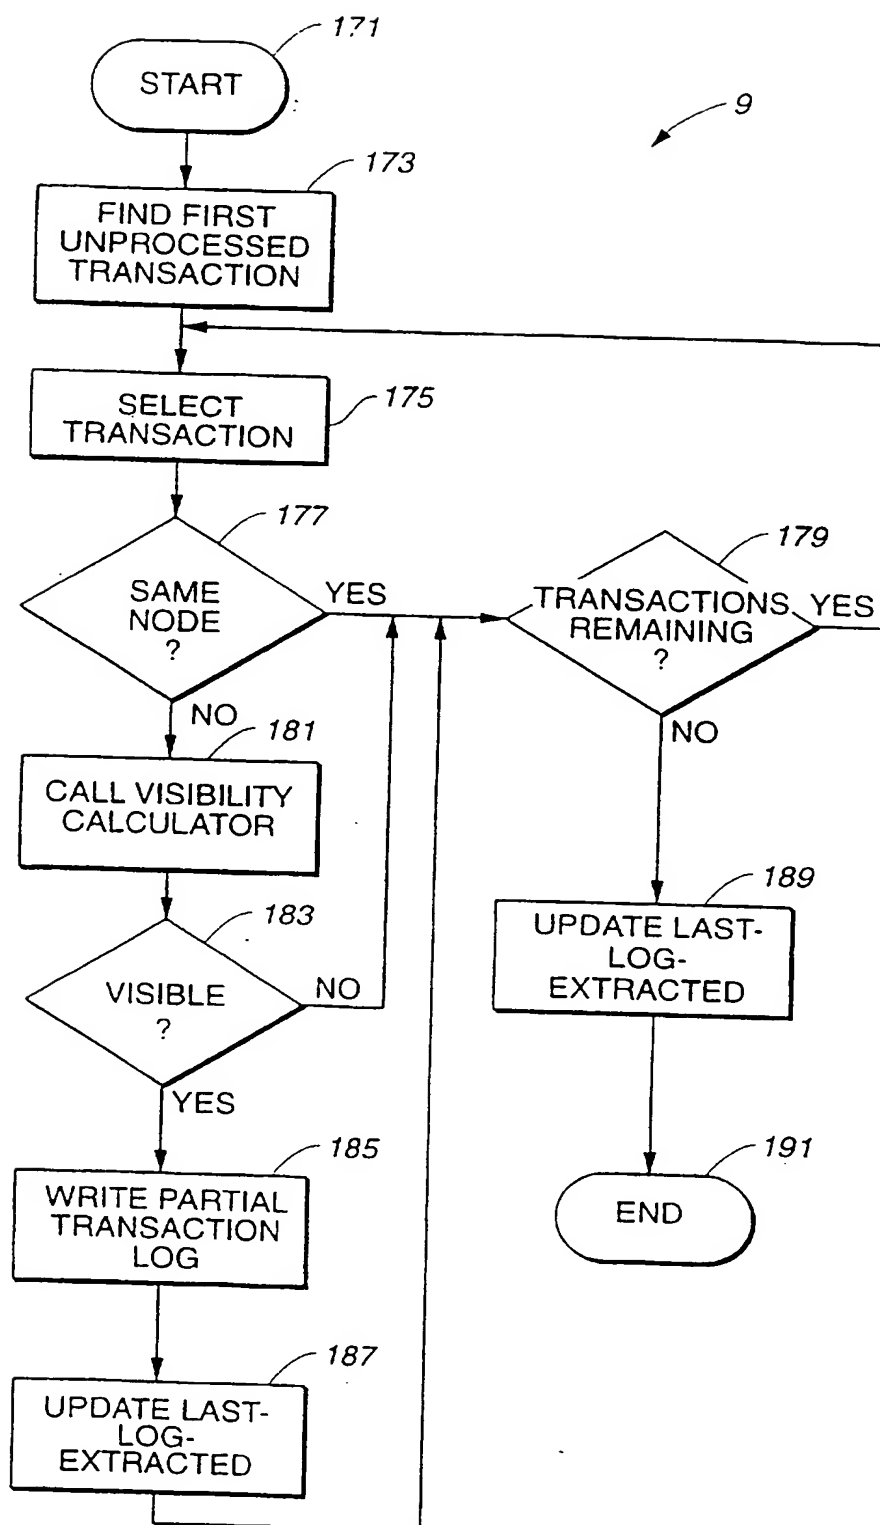 171
START
9
173
FIND FIRST
UNPROCESSED
TRANSACTION
175
SELECT
TRANSACTION
177
SAME
NODE
?
YES
NO
179
TRANSACTIONS
REMAINING
?
YES
NO
181
CALL VISIBILITY
CALCULATOR
183
VISIBLE
?
NO
YES
189
UPDATE LAST-
LOG-
EXTRACTED
185
WRITE PARTIAL
TRANSACTION
LOG
191
END
187
UPDATE LAST-
LOG-
EXTRACTED